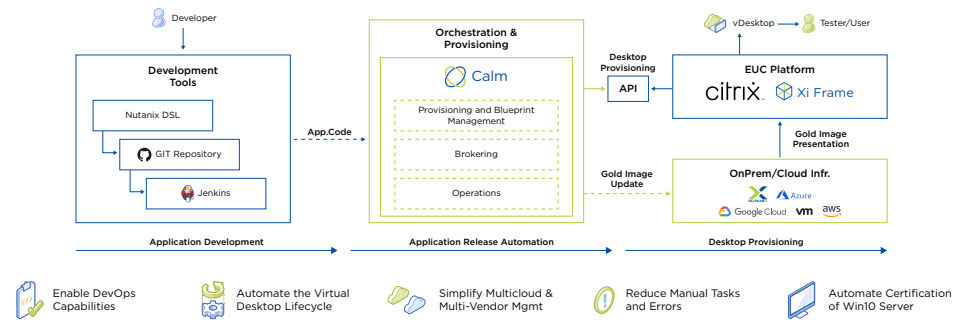 Developer
Development
Tools
Nutanix DSL
GIT Repository
Jenkins
App.Code
Orchestration &
Provisioning
Calm
Provisioning and Blueprint
Management
Brokering
Operations
Desktop
Provisioning
API
Gold Image
Update
vDesktop
Tester/User
EUC Platform
citrix
Xi Frame
Gold Image
Presentation
OnPrem/Cloud Infr.
Azure
Google Cloud
vm
aws
Application Development
Application Release Automation
Desktop Provisioning
Enable DevOps
Capabilities
Automate the Virtual
Desktop Lifecycle
Simplify Multicloud &
Multi-Vendor Mgmt
Reduce Manual Tasks
and Errors
Automate Certification
of Win10 Server